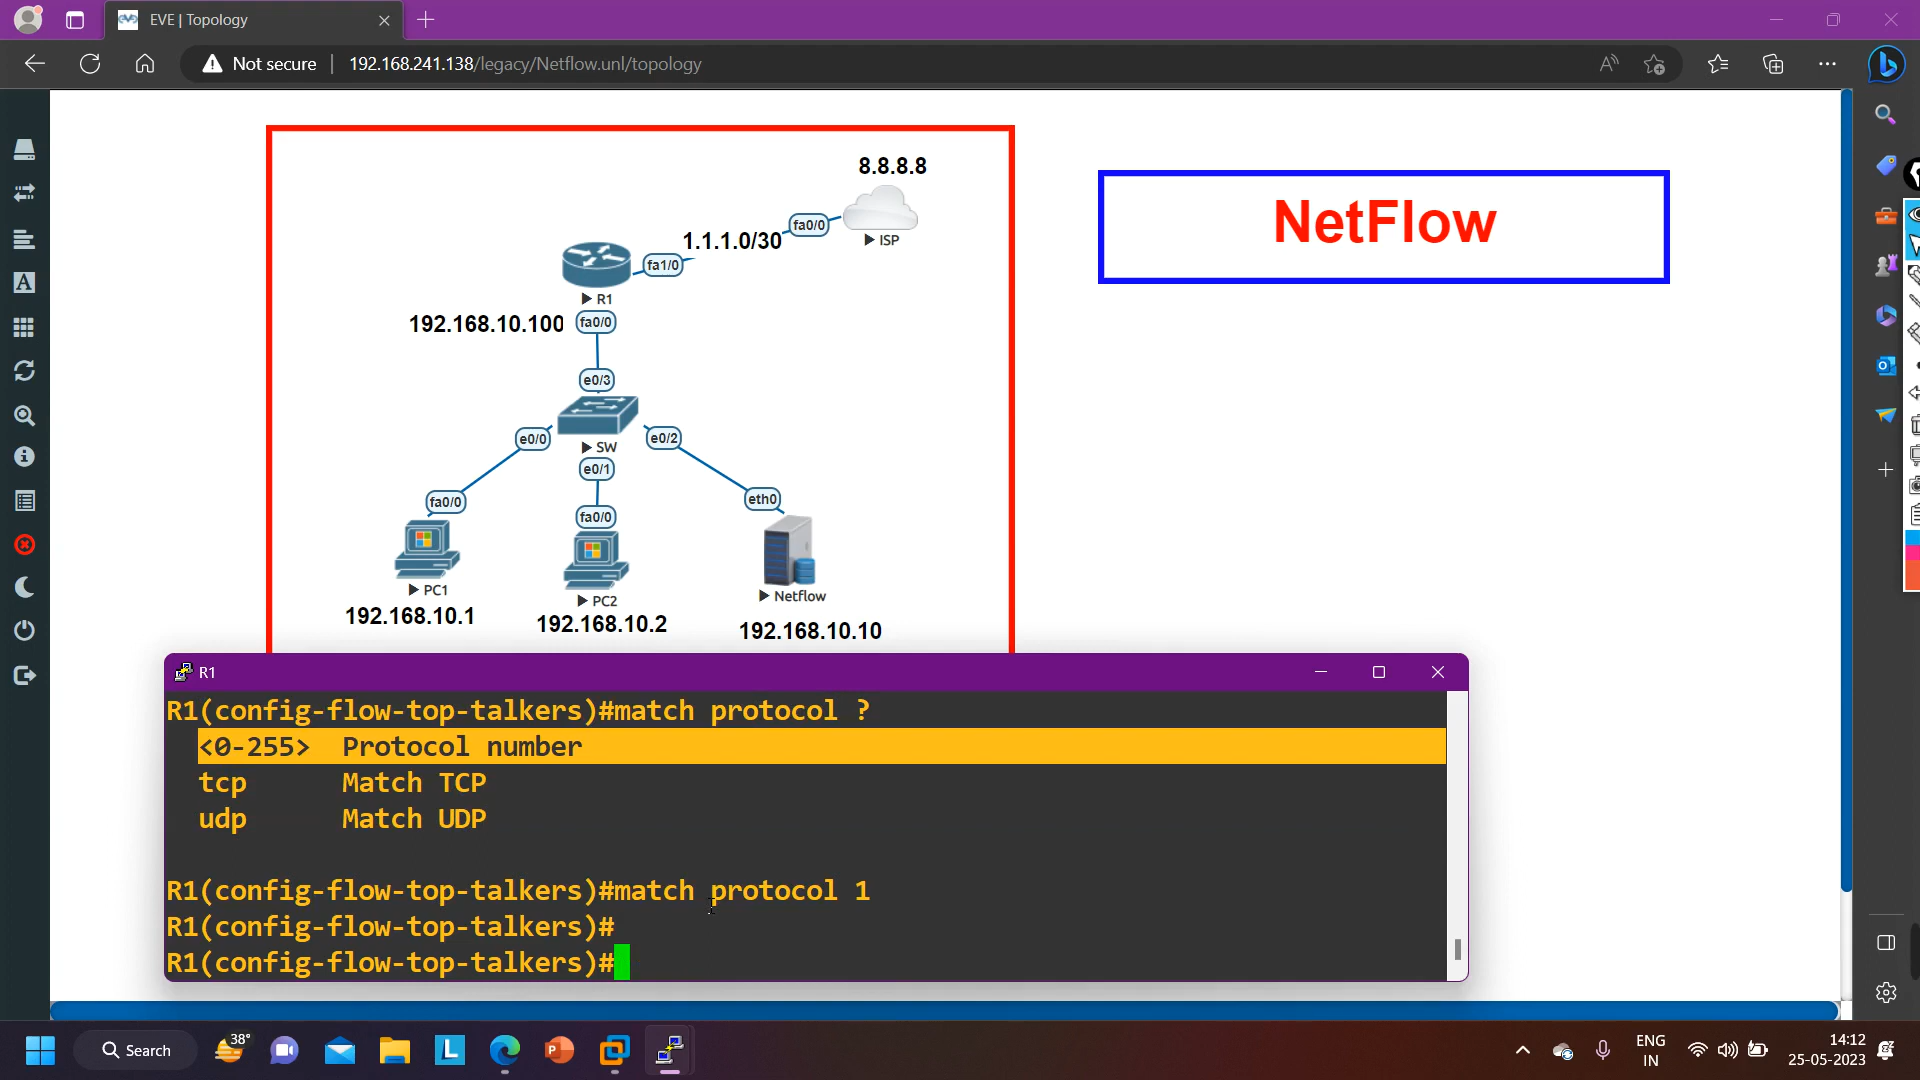 EVE | Topology
Not secure
192.168.241.138/legacy/Netflow.unl/topology
8.8.8.8
fa0/0
ISP
1.1.1.0/30
fa1/0
R1
192.168.10.100
fa0/0
e0/3
SW
e0/0
e0/2
e0/1
fa0/0
fa0/0
eth0
PC1
PC2
Netflow
192.168.10.1
192.168.10.2
192.168.10.10
NetFlow
R1
R1(config-flow-top-talkers)#match protocol ?
<0-255> Protocol number
tcp Match TCP
udp Match UDP
R1(config-flow-top-talkers)#match protocol 1
R1(config-flow-top-talkers)#
R1(config-flow-top-talkers)#
Search
38°
ENG
IN
14:12
25-05-2023